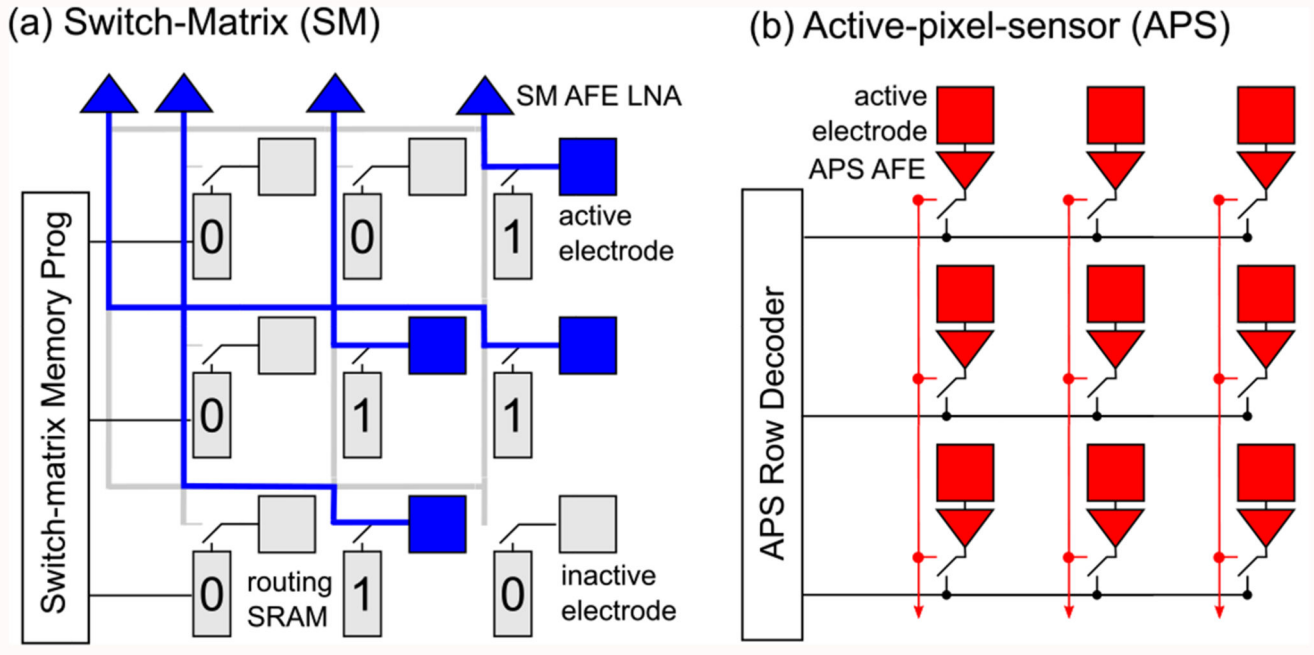 (a) Switch-Matrix (SM)
SM AFE LNA
Switch-matrix Memory Prog
0
0
1
active
electrode
0
1
1
0
routing
SRAM
1
0
inactive
electrode
(b) Active-pixel-sensor (APS)
active
electrode
APS AFE
APS Row Decoder